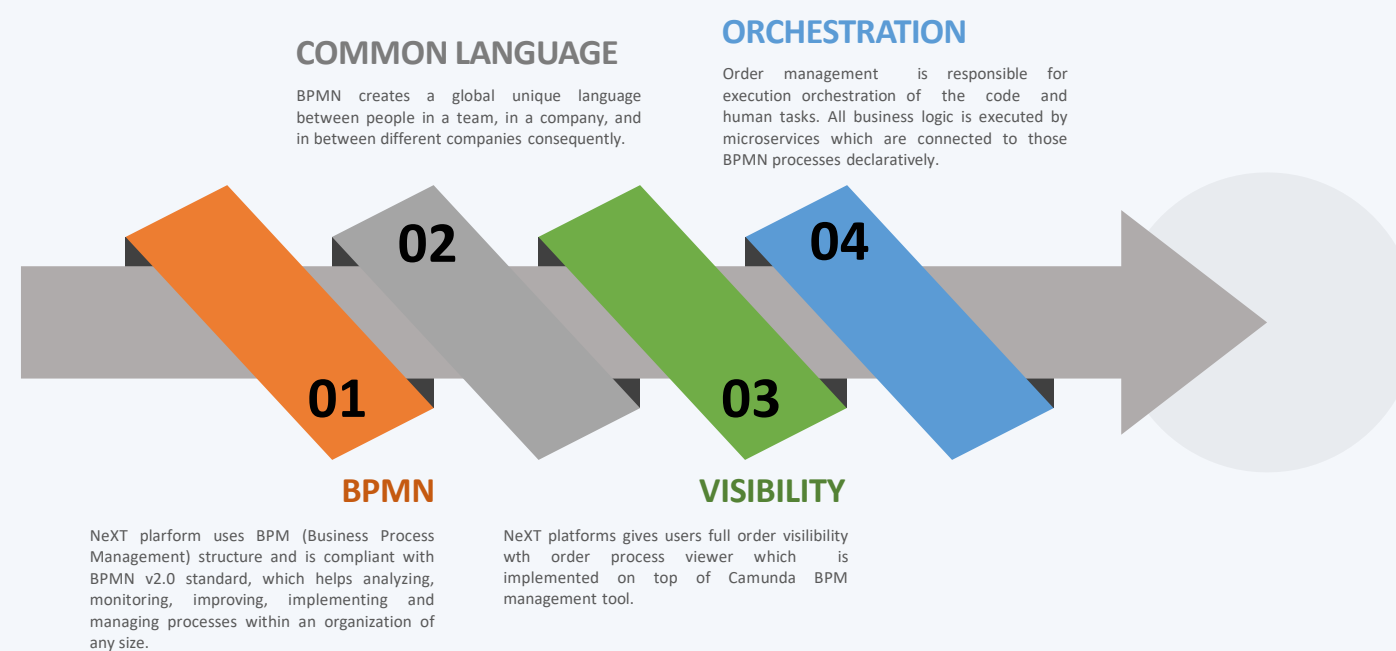 COMMON LANGUAGE
BPMN creates a global unique language
between people in a team, in a company, and
in between different companies consequently.
ORCHESTRATION
Order management is responsible for
execution orchestration of the code and
human tasks. All business logic is executed by
microservices which are connected to those
BPMN processes declaratively.
01
02
03
04
BPMN
NeXT plarform uses BPM (Business Process
Management) structure and is compliant with
BPMN v2.0 standard, which helps analyzing,
monitoring, improving, implementing and
managing processes within an organization of
any size.
VISIBILITY
NeXT platforms gives users full order visilibility
wth order process viewer which is
implemented on top of Camunda BPM
management tool.